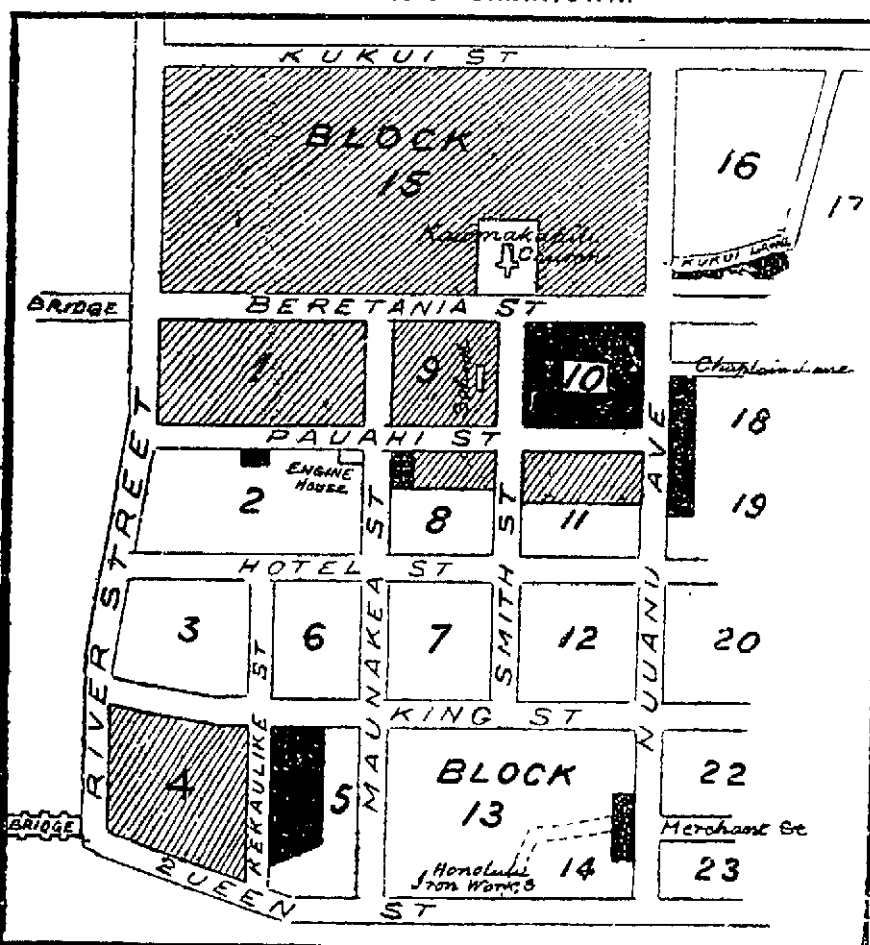 KUKUI ST
BLOCK
15
16
17
Church
KUKUI LANE
BRIDGE
BERETANIA ST
1
9
School
10
Chaplain Lane
18
PAUAHI ST
ENGINE
HOUSE
2
8
11
19
RIVER STREET
MAUNAKEA ST
SMITH ST
NUUANU AVE
HOTEL ST
3
6
7
12
20
KEKAULIKE ST
KING ST
4
5
BLOCK
13
22
BRIDGE
Merchant St
Honolulu
Iron Works
14
23
QUEEN ST